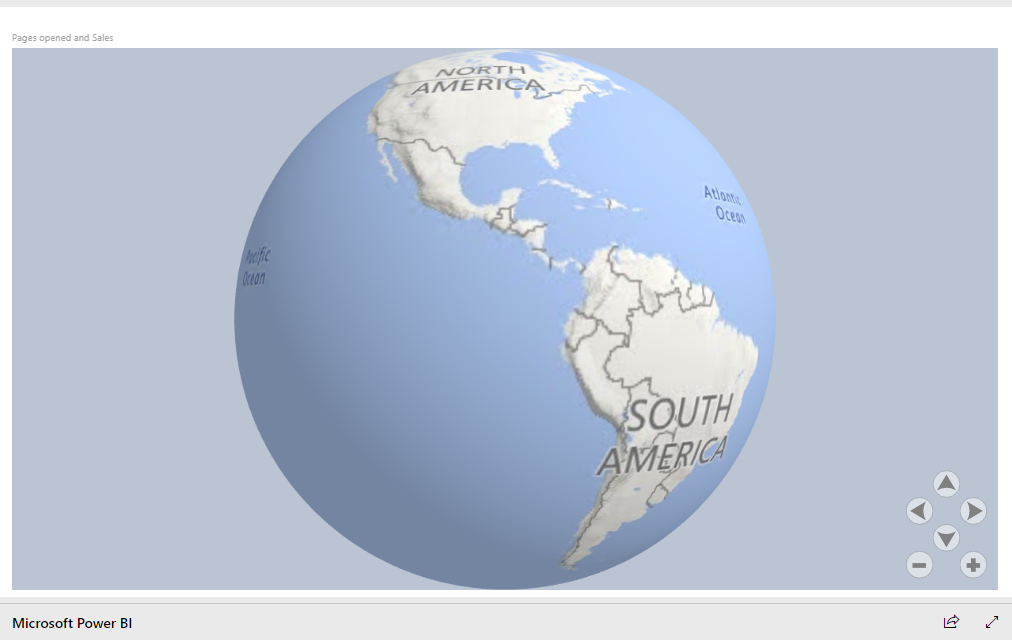 Pages opened and Sales
NORTH
AMERICA
Atlantic
Ocean
Pacific
Ocean
SOUTH
AMERICA
Microsoft Power BI